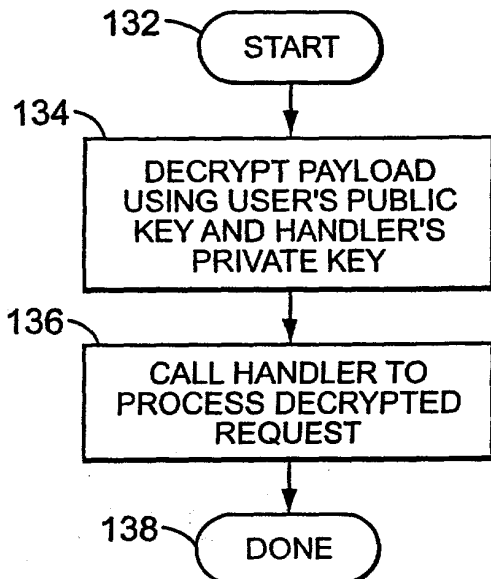 132
START
134
DECRYPT PAYLOAD
USING USER'S PUBLIC
KEY AND HANDLER'S
PRIVATE KEY
136
CALL HANDLER TO
PROCESS DECRYPTED
REQUEST
138
DONE